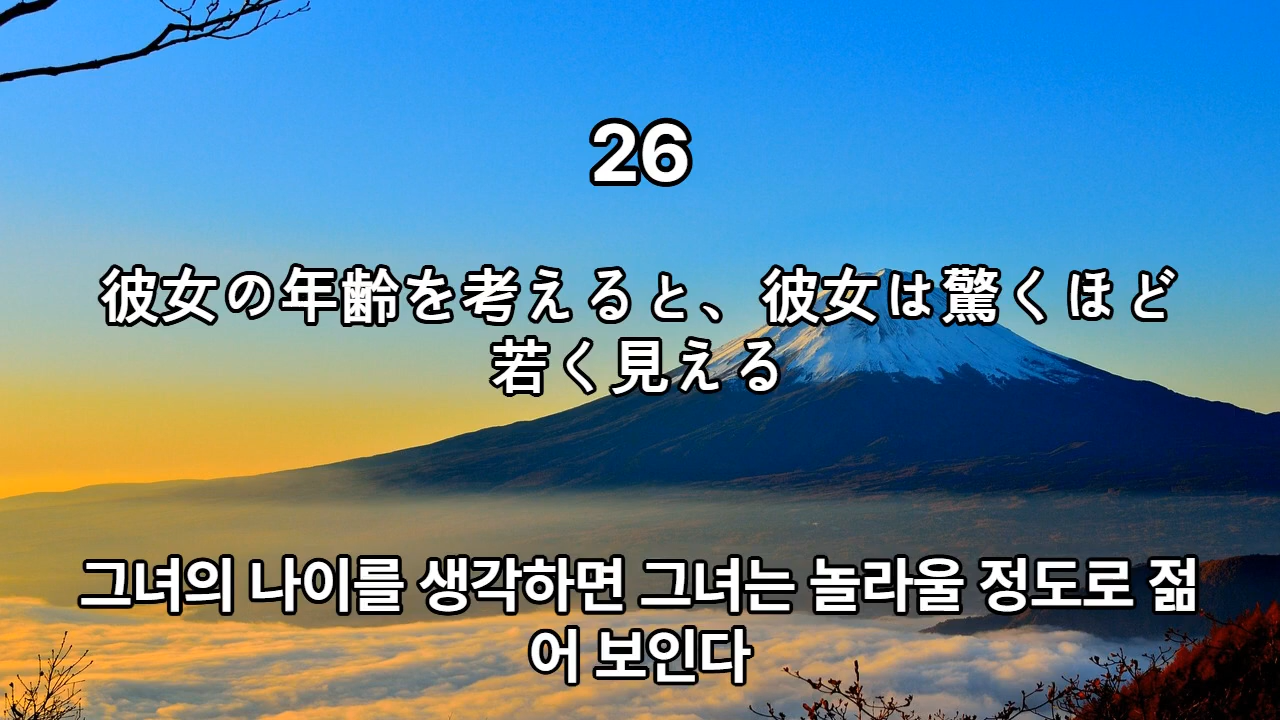 26
彼女の年齢を考えると、彼女は驚くほど
若く見える
그녀의 나이를 생각하면 그녀는 놀라울 정도로 젊
어 보인다